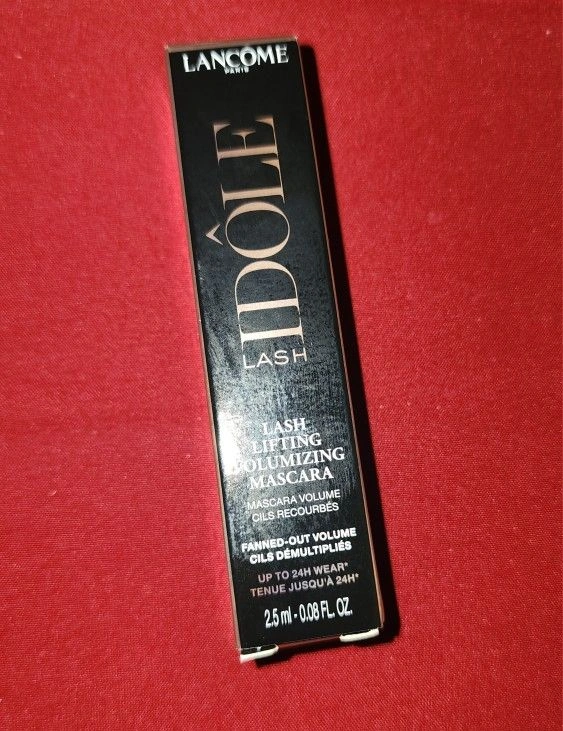 LANCÔME
PARIS
IDÔLE
LASH
LASH
LIFTING
VOLUMIZING
MASCARA
MASCARA VOLUME
CILS RECOURBÉS
FANNED-OUT VOLUME
CILS DÉMULTIPLIÉS
UP TO 24H WEAR*
TENUE JUSQU'À 24H*
2.5 ml - 0.08 FL. OZ.